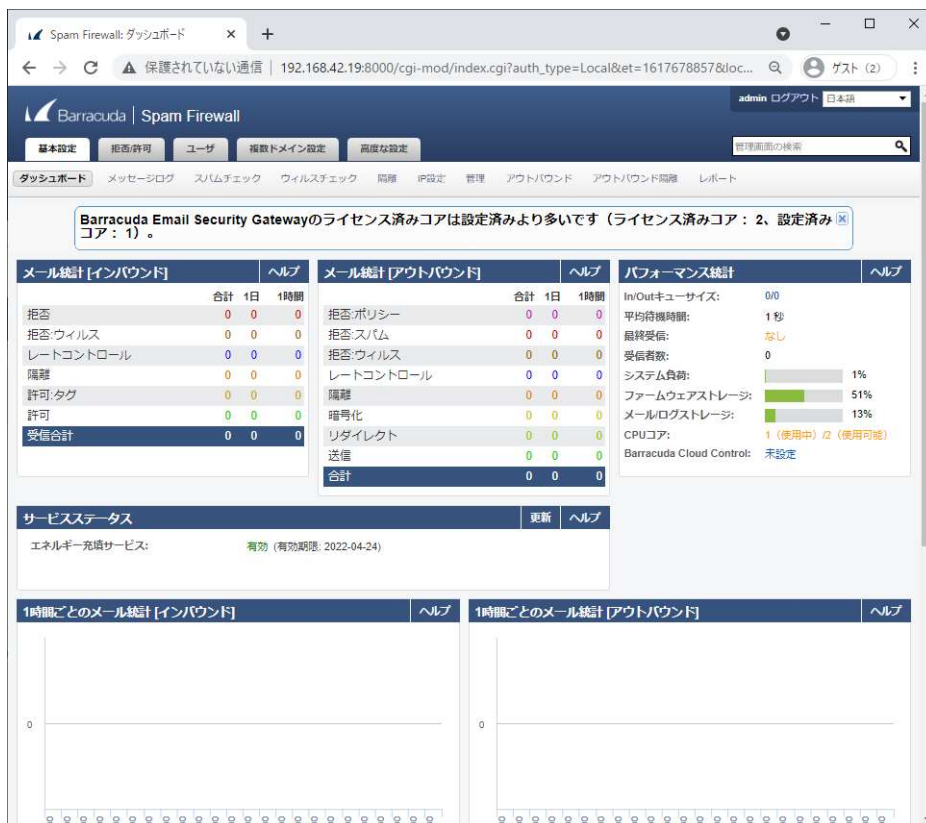 Spam Firewall: ダッシュボード
保護されていない通信 | 192.168.42.19:8000/cgi-mod/index.cgi?auth_type=Local&et=1617678857&loc... ゲスト (2)
admin ログアウト 日本語
Barracuda | Spam Firewall
基本設定 拒否/許可 ユーザ 複数ドメイン設定 高度な設定 管理画面の検索
ダッシュボード メッセージログ スパムチェック ウィルスチェック 隔離 IP設定 管理 アウトバウンド アウトバウンド隔離 レポート
Barracuda Email Security Gatewayのライセンス済みコアは設定済みより多いです（ライセンス済みコア： 2、設定済み
コア： 1）。
メール統計 [インバウンド] ヘルプ
合計 1日 1時間
拒否 0 0 0
拒否:ウィルス 0 0 0
レートコントロール 0 0 0
隔離 0 0 0
許可:タグ 0 0 0
許可 0 0 0
受信合計 0 0 0
メール統計 [アウトバウンド] ヘルプ
合計 1日 1時間
拒否:ポリシー 0 0 0
拒否:スパム 0 0 0
拒否:ウィルス 0 0 0
レートコントロール 0 0 0
隔離 0 0 0
暗号化 0 0 0
リダイレクト 0 0 0
送信 0 0 0
合計 0 0 0
パフォーマンス統計 ヘルプ
In/Outキューサイズ: 0/0
平均待機時間: 1 秒
最終受信: なし
受信者数: 0
システム負荷: 1%
ファームウェアストレージ: 51%
メール/ログストレージ: 13%
CPUコア: 1（使用中）/2（使用可能）
Barracuda Cloud Control: 未設定
サービスステータス 更新 ヘルプ
エネルギー充填サービス: 有効 (有効期限: 2022-04-24)
1時間ごとのメール統計 [インバウンド] ヘルプ
0
1時間ごとのメール統計 [アウトバウンド] ヘルプ
0